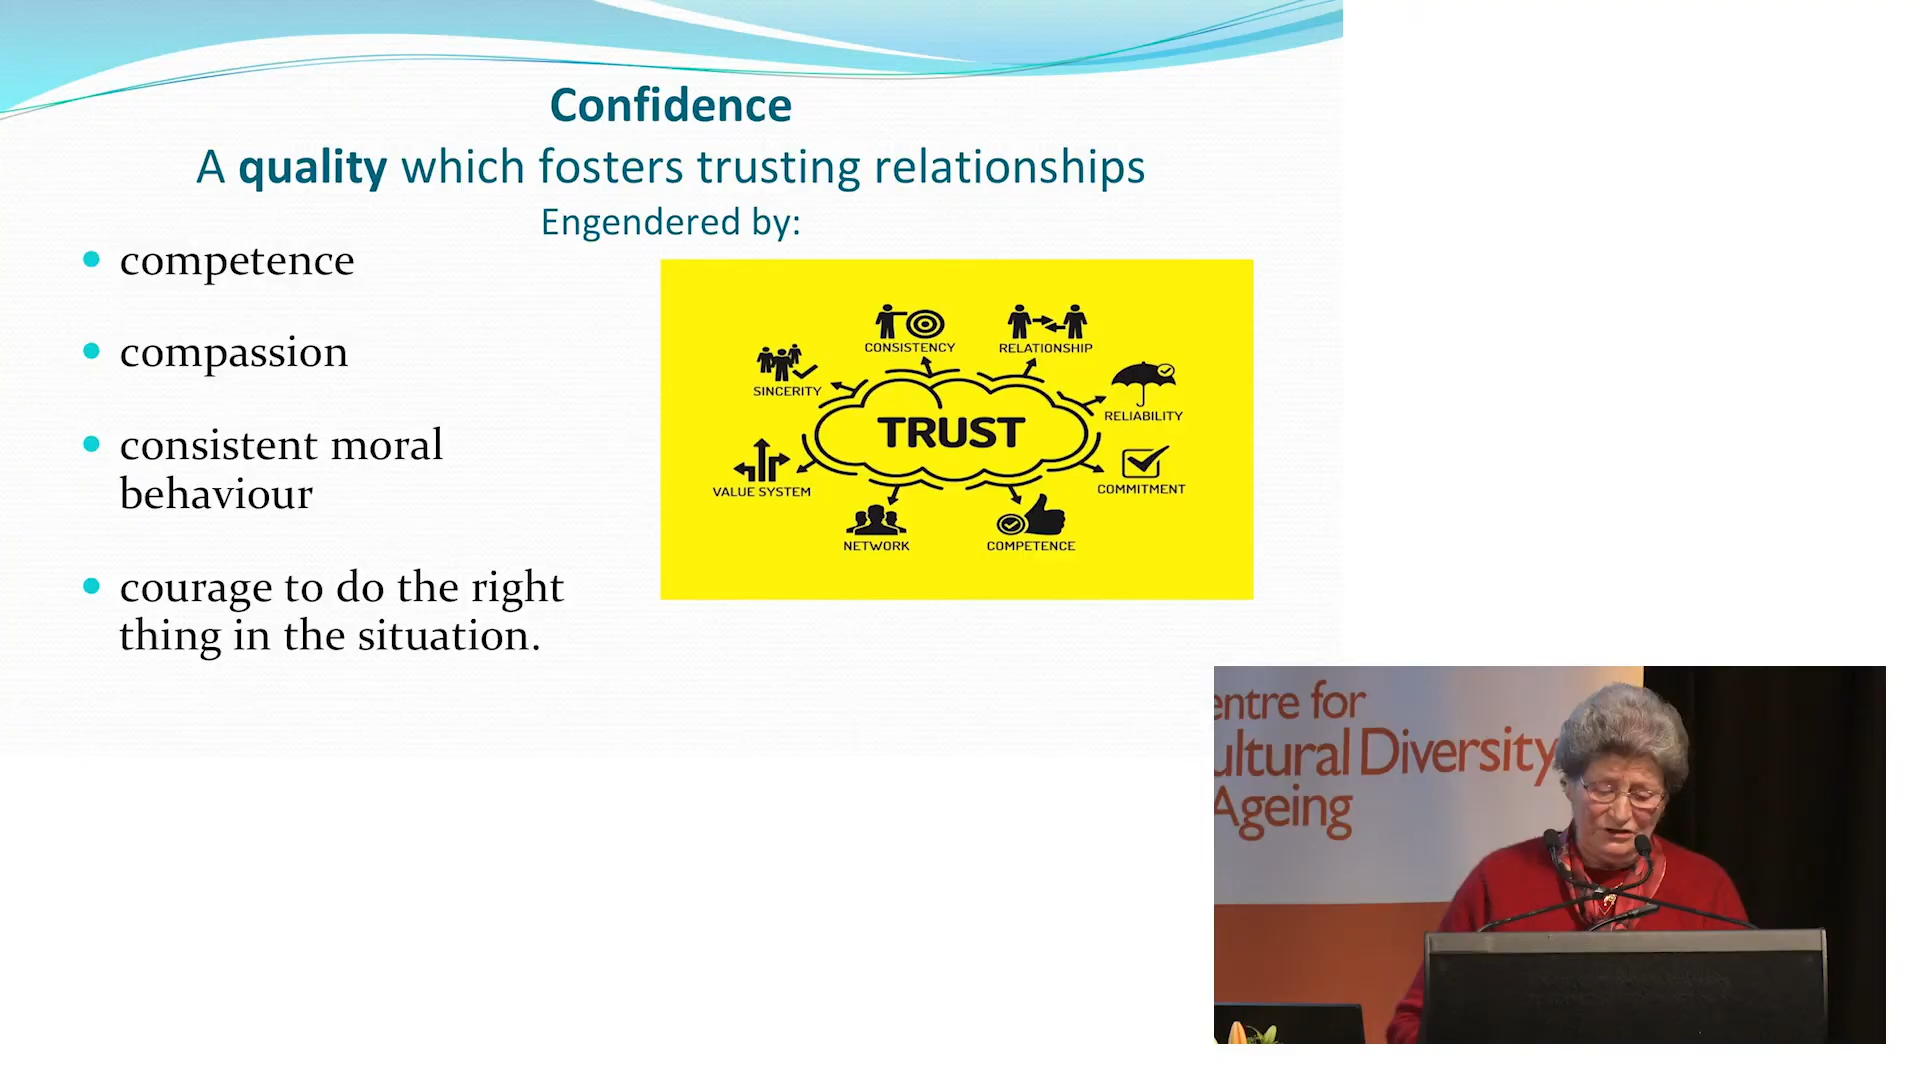 Confidence
A quality which fosters trusting relationships
Engendered by:
competence
compassion
consistent moral
behaviour
courage to do the right
thing in the situation.
CONSISTENCY
RELATIONSHIP
SINCERITY
RELIABILITY
TRUST
VALUE SYSTEM
COMMITMENT
NETWORK
COMPETENCE
entre for
ultural Diversity
Ageing